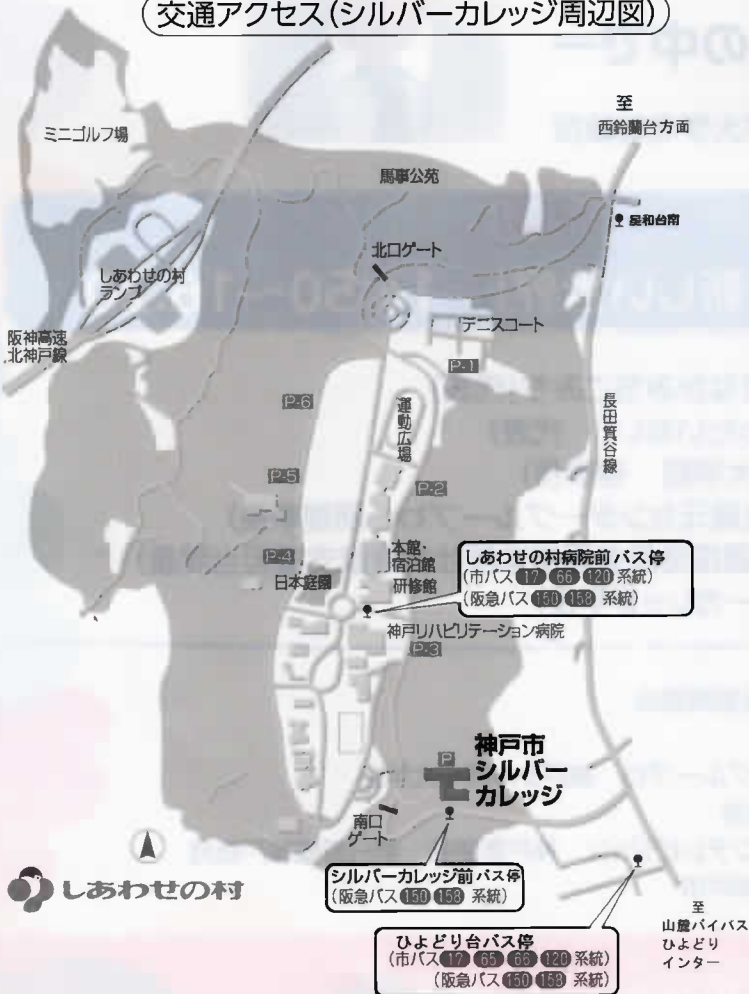 交通アクセス(シルバーカレッジ周辺図)
至
西鈴蘭台方面
ミニゴルフ場
馬事公苑
星和台南
北口ゲート
しあわせの村
ランプ
テニスコート
阪神高速
北神戸線
P-1
P-6
運動広場
長田箕谷線
P-5
P-2
P-4
本館・
宿泊館
研修館
日本庭園
しあわせの村病院前 バス停
(市バス 17 66 120 系統)
(阪急バス 150 158 系統)
神戸リハビリテーション病院
P-3
P
神戸市
シルバー
カレッジ
南口
ゲート
しあわせの村
シルバーカレッジ前 バス停
(阪急バス 150 158 系統)
至
山麓バイパス
ひよどり
インター
ひよどり台バス停
(市バス 17 65 66 120 系統)
(阪急バス 150 158 系統)